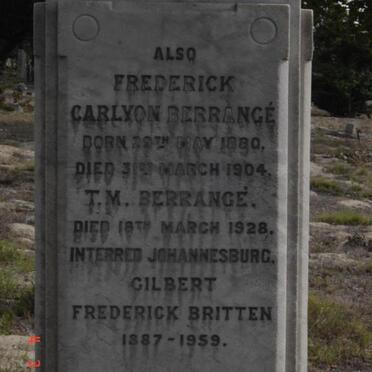 ALSO
FREDERICK
CARLYON BERRANGÉ
BORN 29TH MAY 1880.
DIED 31ST MARCH 1904.
T.M. BERRANGÉ.
DIED 18TH MARCH 1928.
INTERRED JOHANNESBURG.
GILBERT
FREDERICK BRITTEN
1887-1959.